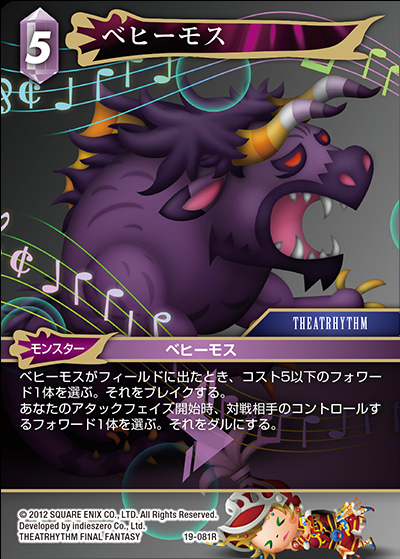 5
ベヒーモス
THEATRHYTHM
モンスター
ベヒーモス
ベヒーモスがフィールドに出たとき、コスト5以下のフォワー
ド1体を選ぶ。それをブレイクする。
あなたのアタックフェイズ開始時、対戦相手のコントロールす
るフォワード1体を選ぶ。それをダルにする。
© 2012 SQUARE ENIX CO., LTD. All Rights Reserved.
Developed by indieszero Co., Ltd.
THEATRHYTHM FINAL FANTASY
19-081R